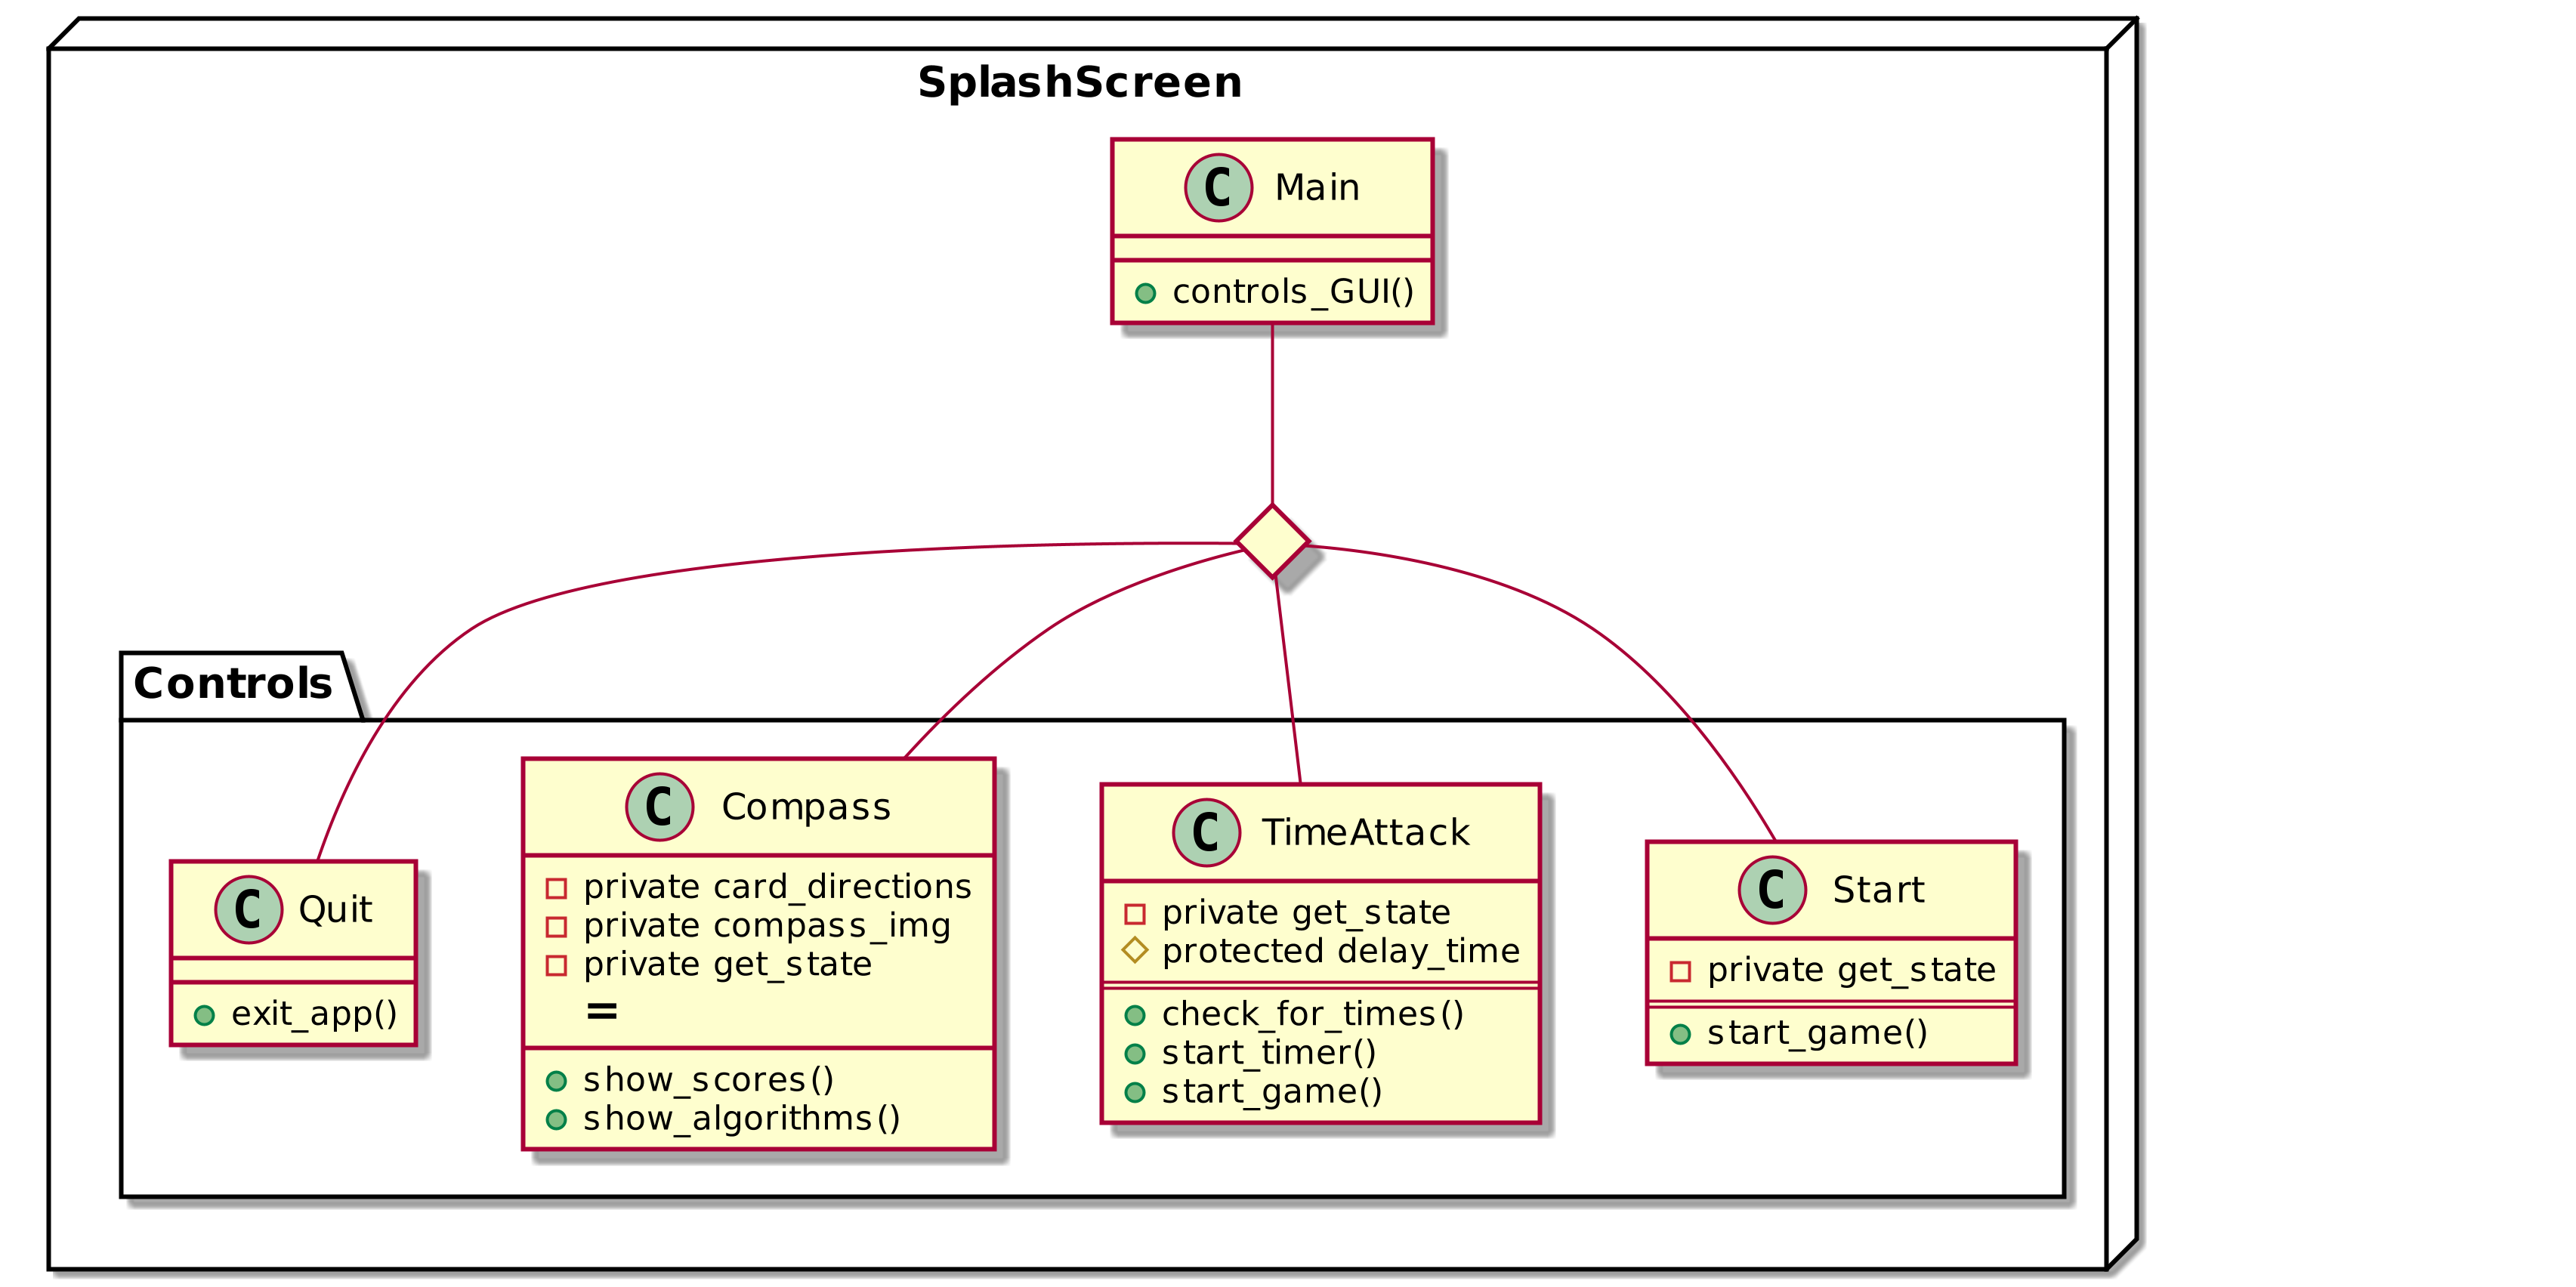 SplashScreen
C Main
controls_GUI()
Controls
C Quit
exit_app()
C Compass
private card_directions
private compass_img
private get_state
=
show_scores()
show_algorithms()
C TimeAttack
private get_state
protected delay_time
check_for_times()
start_timer()
start_game()
C Start
private get_state
start_game()